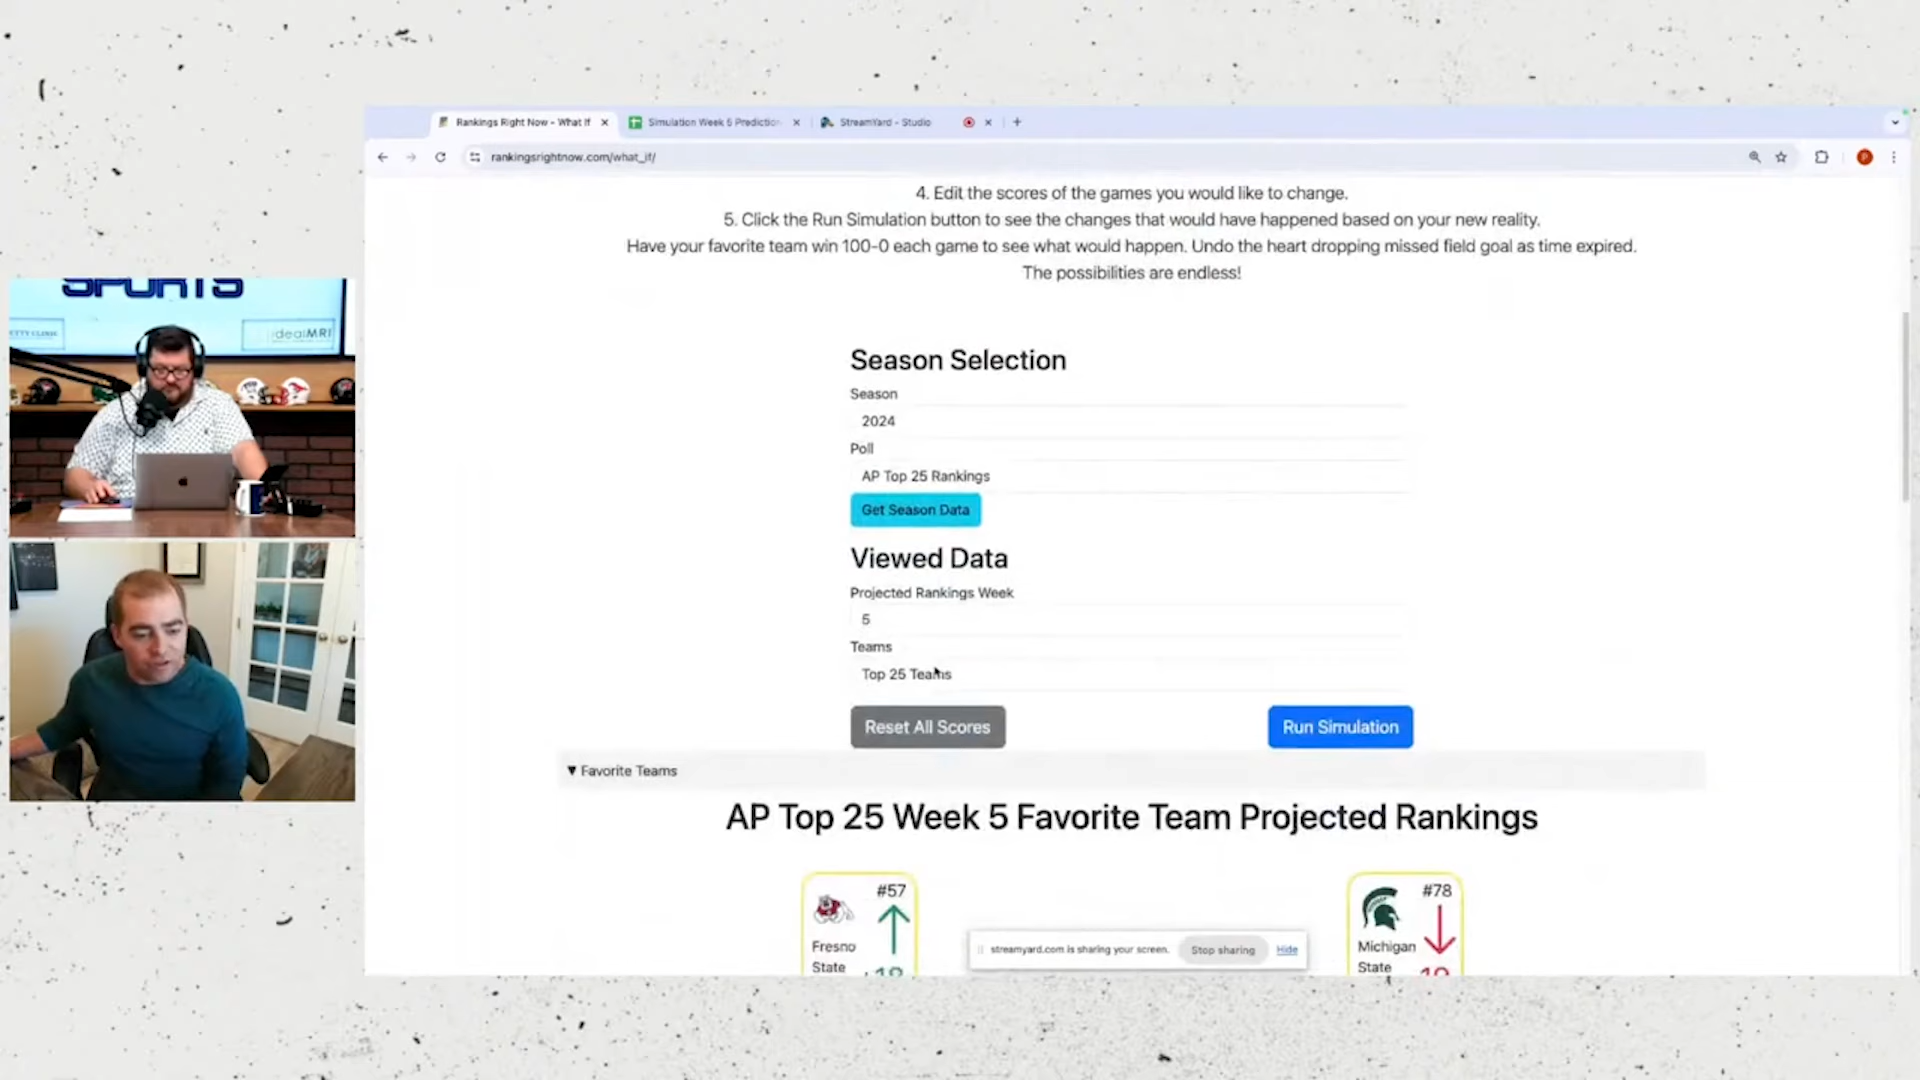 Rankings Right Now - What If
Simulation Week 5 Prediction
StreamYard - Studio
rankingsrightnow.com/what_if/
P
4. Edit the scores of the games you would like to change.
5. Click the Run Simulation button to see the changes that would have happened based on your new reality.
Have your favorite team win 100-0 each game to see what would happen. Undo the heart dropping missed field goal as time expired.
The possibilities are endless!
SPORTS
CITY CLINIC
idealMRI
Season Selection
Season
2024
Poll
AP Top 25 Rankings
Get Season Data
Viewed Data
Projected Rankings Week
5
Teams
Top 25 Teams
Reset All Scores
Run Simulation
▼ Favorite Teams
AP Top 25 Week 5 Favorite Team Projected Rankings
#57
Fresno
State
#78
Michigan
State
streamyard.com is sharing your screen.
Stop sharing
Hide